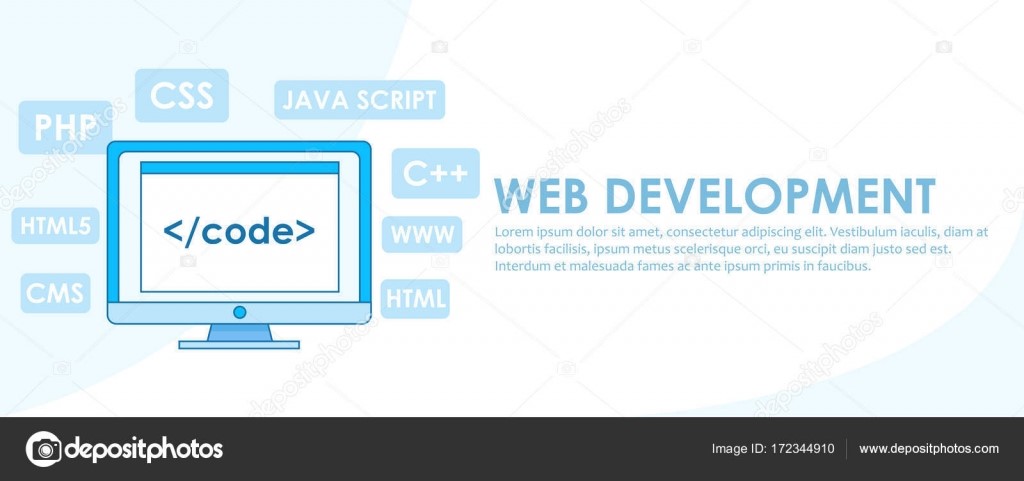 CSS
JAVA SCRIPT
PHP
C++
HTML5
WWW
CMS
HTML
</code>
WEB DEVELOPMENT
Lorem ipsum dolor sit amet, consectetur adipiscing elit. Vestibulum iaculis, diam at
lobortis facilisis, ipsum metus scelerisque orci, eu suscipit diam justo sed est.
Interdum et malesuada fames ac ante ipsum primis in faucibus.
depositphotos
Image ID: 172344910
www.depositphotos.com